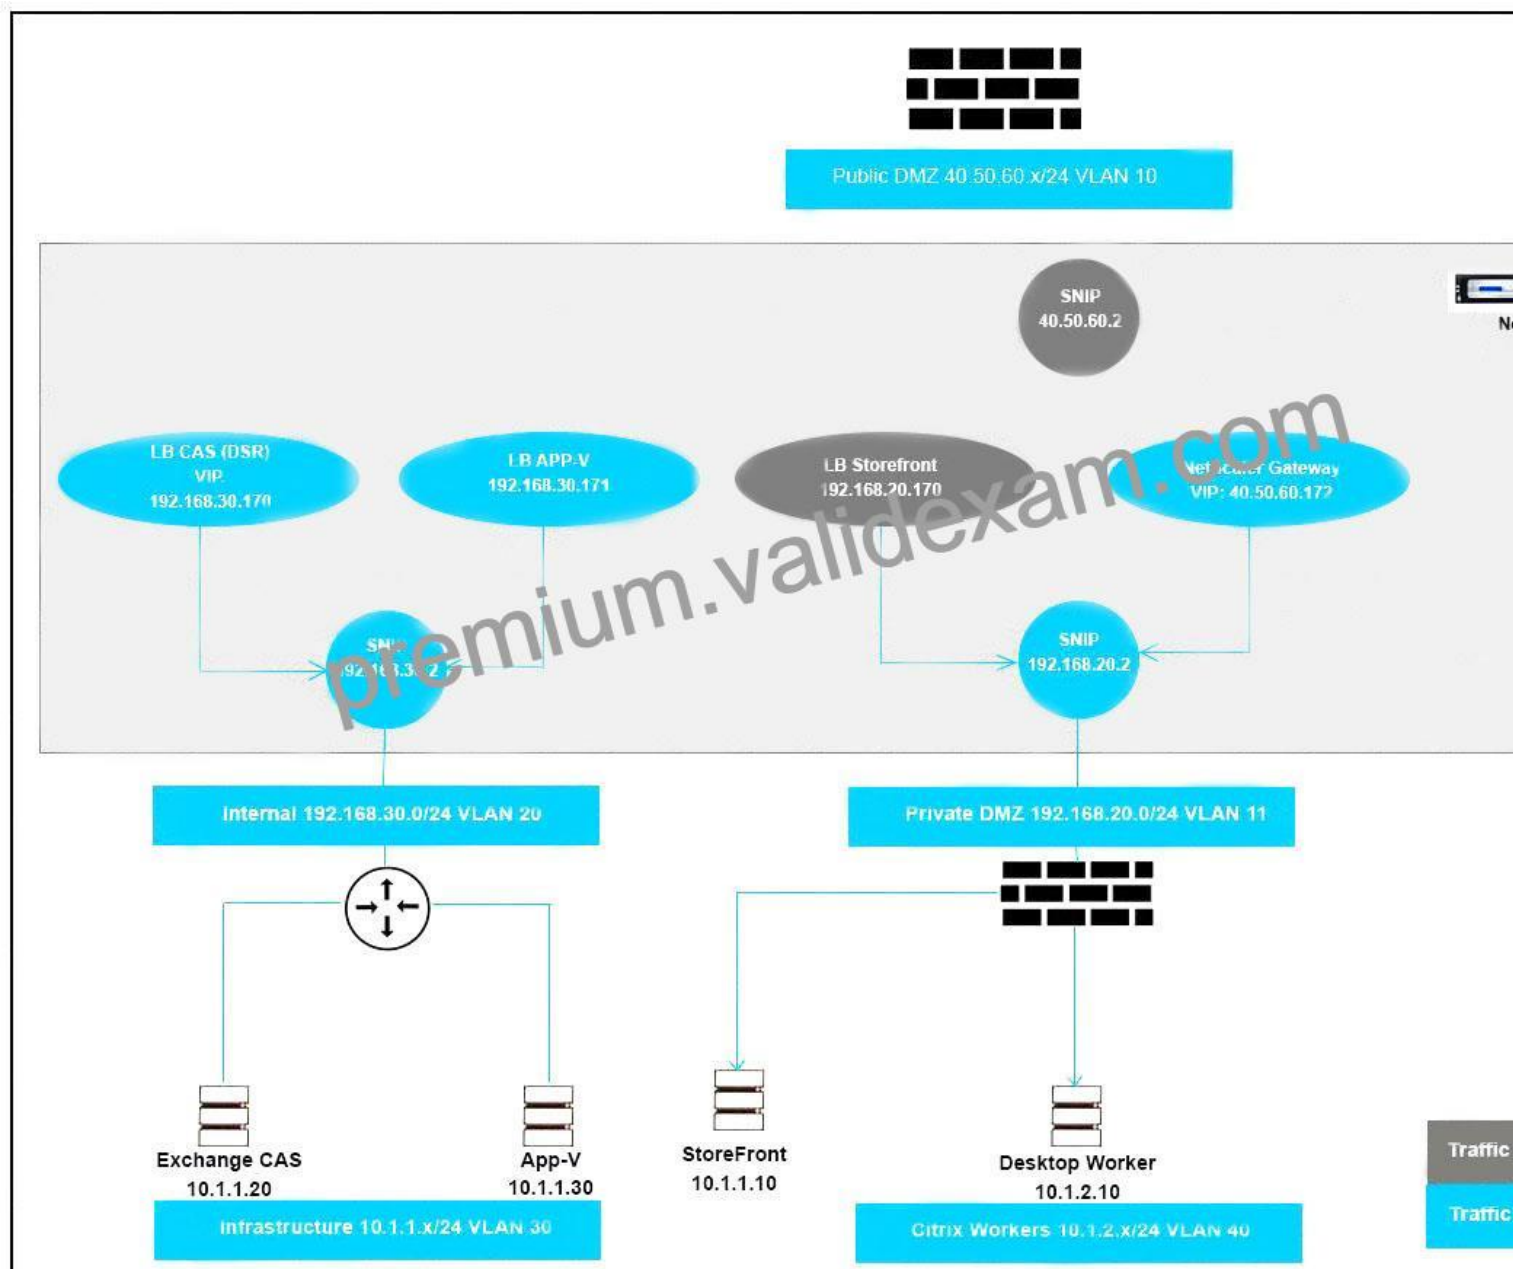 Public DMZ 40.50.60.x/24 VLAN 10
SNIP
40.50.60.2
LB CAS (DSR)
VIP.
192.168.30.170
LB APP-V
192.168.30.171
LB Storefront
192.168.20.170
Netscaler Gateway
VIP: 40.50.60.172
premium.validexam.com
SNIP
192.168.30.2
SNIP
192.168.20.2
Internal 192.168.30.0/24 VLAN 20
Private DMZ 192.168.20.0/24 VLAN 11
Exchange CAS
10.1.1.20
App-V
10.1.1.30
StoreFront
10.1.1.10
Desktop Worker
10.1.2.10
Infrastructure 10.1.1.x/24 VLAN 30
Citrix Workers 10.1.2.x/24 VLAN 40
Traffic
Traffic